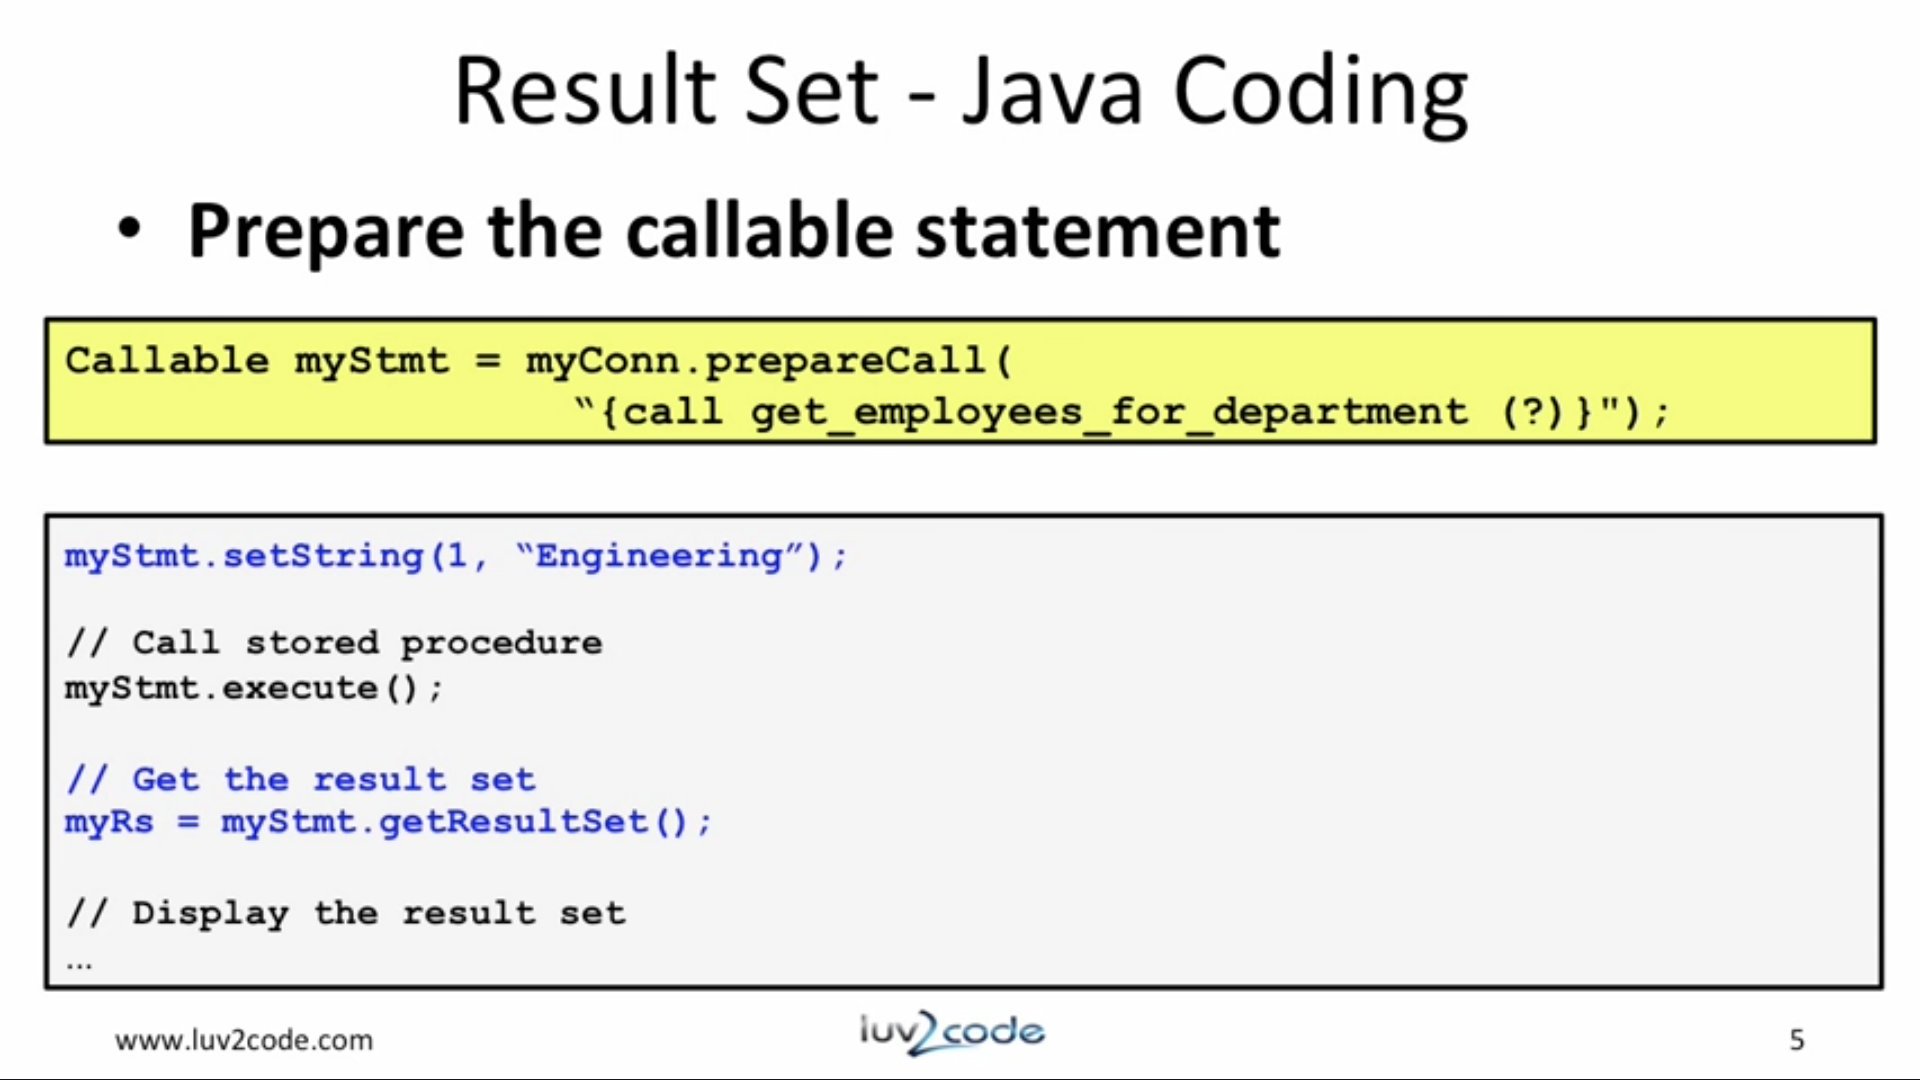 Result Set - Java Coding
• Prepare the callable statement
Callable myStmt = myConn.prepareCall(
“{call get_employees_for_department (?)}");
myStmt.setString(1, “Engineering”);
// Call stored procedure
myStmt.execute();
// Get the result set
myRs = myStmt.getResultSet();
// Display the result set
...
www.luv2code.com
luv2code
5